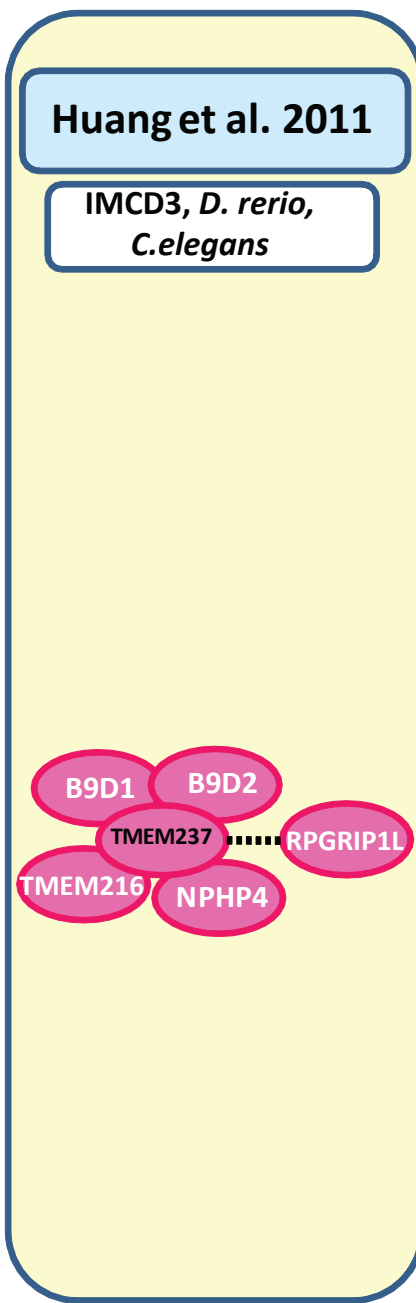 Huang et al. 2011
IMCD3, D. rerio,
C.elegans
B9D1
B9D2
TMEM237
RPGRIP1L
TMEM216
NPHP4